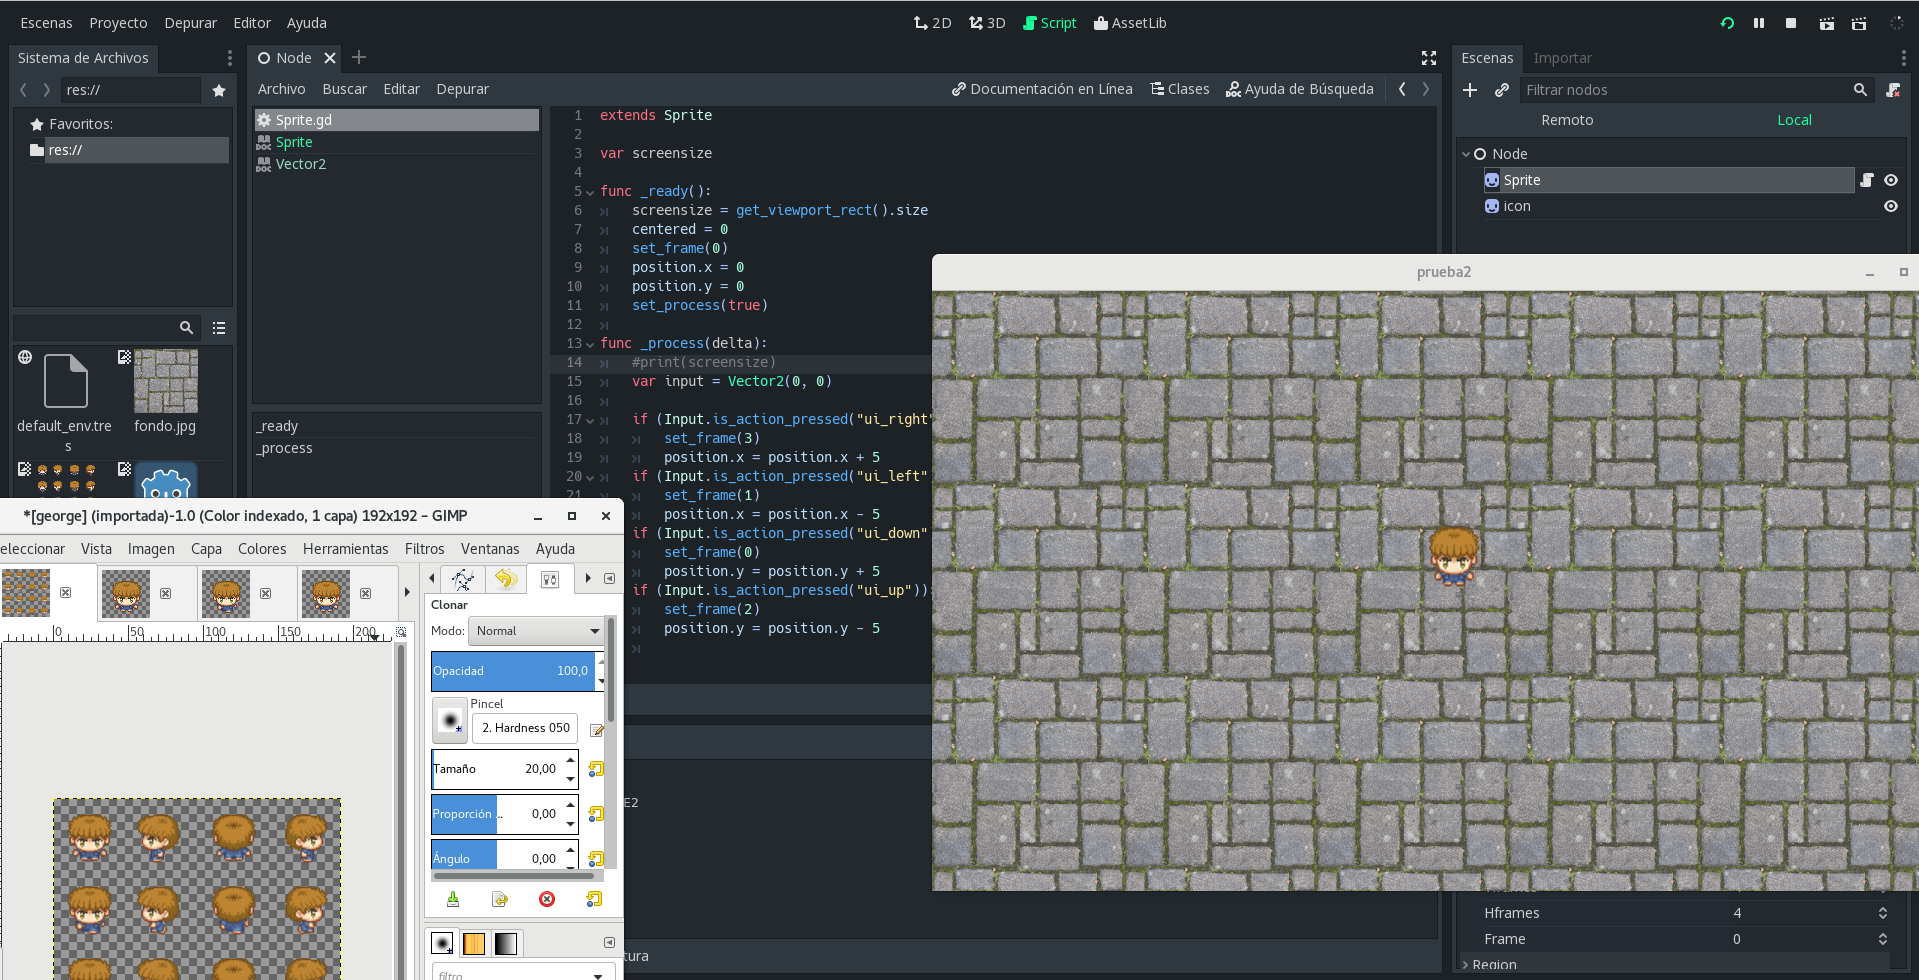 Escenas Proyecto Depurar Editor Ayuda
2D 3D Script AssetLib
Sistema de Archivos
res://
Favoritos:
res://
default_env.tres
fondo.jpg
Node
Archivo Buscar Editar Depurar
Documentación en Línea Clases Ayuda de Búsqueda
Sprite.gd
Sprite
Vector2
_ready
_process
1 extends Sprite
2
3 var screensize
4
5 func _ready():
6 screensize = get_viewport_rect().size
7 centered = 0
8 set_frame(0)
9 position.x = 0
10 position.y = 0
11 set_process(true)
12
13 func _process(delta):
14 #print(screensize)
15 var input = Vector2(0, 0)
16
17 if (Input.is_action_pressed("ui_right"
18 set_frame(3)
19 position.x = position.x + 5
20 if (Input.is_action_pressed("ui_left"
21 set_frame(1)
position.x = position.x - 5
if (Input.is_action_pressed("ui_down"
set_frame(0)
position.y = position.y + 5
if (Input.is_action_pressed("ui_up")):
set_frame(2)
position.y = position.y - 5
E2
tura
Escenas Importar
Filtrar nodos
Remoto Local
Node
Sprite
icon
prueba2
Hframes 4
Frame 0
Region
*[george] (importada)-1.0 (Color indexado, 1 capa) 192x192 – GIMP
eleccionar Vista Imagen Capa Colores Herramientas Filtros Ventanas Ayuda
0 50 100 150 200
Clonar
Modo: Normal
Opacidad 100,0
Pincel
2. Hardness 050
Tamaño 20,00
Proporción .. 0,00
Ángulo 0,00
filtro